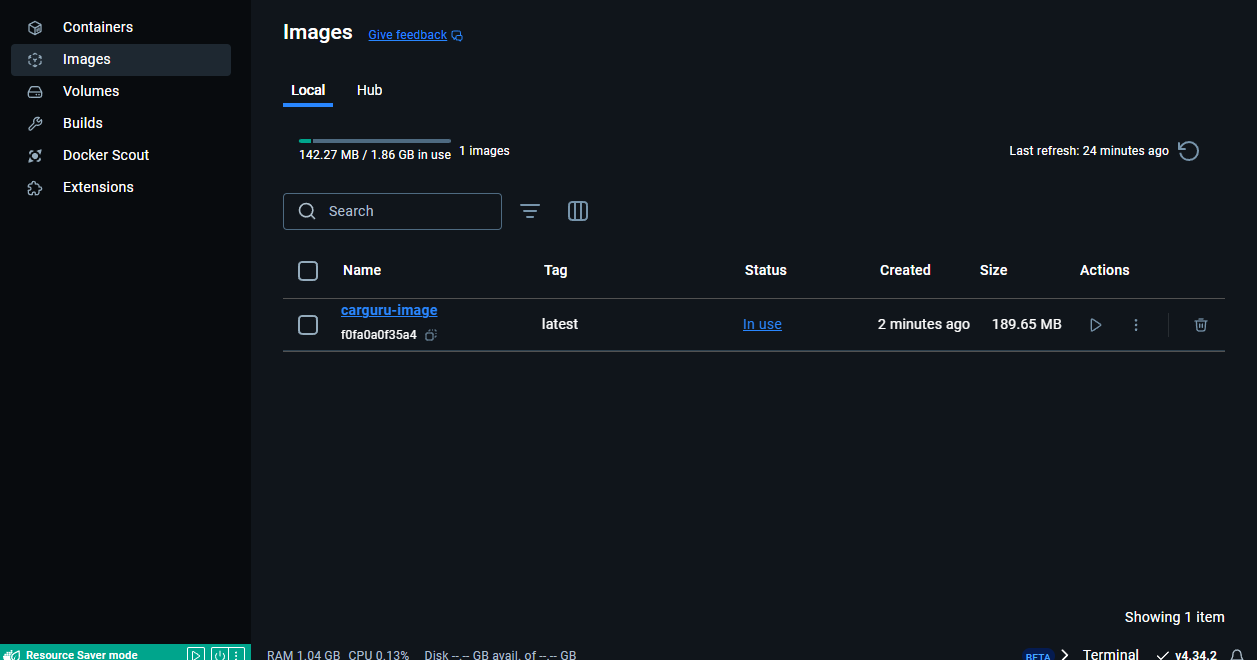 Containers
Images
Volumes
Builds
Docker Scout
Extensions
Images Give feedback
Local Hub
142.27 MB / 1.86 GB in use 1 images
Last refresh: 24 minutes ago
Search
Name Tag Status Created Size Actions
carguru-image
f0fa0a0f35a4
latest In use 2 minutes ago 189.65 MB
Showing 1 item
Resource Saver mode
RAM 1.04 GB CPU 0.13% Disk --.-- GB avail. of --.-- GB
BETA Terminal v4.34.2